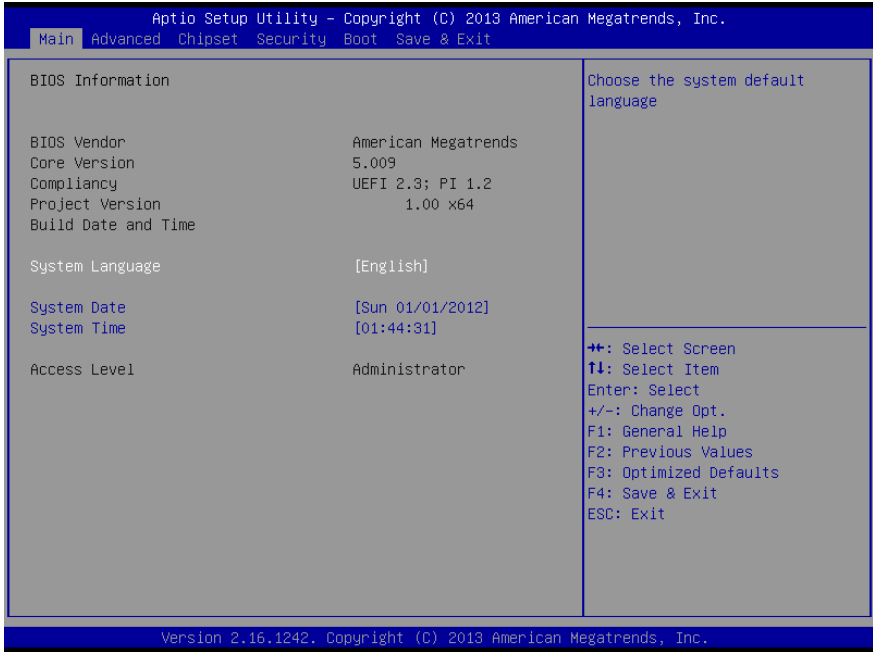 Aptio Setup Utility – Copyright (C) 2013 American Megatrends, Inc.
Main Advanced Chipset Security Boot Save & Exit
BIOS Information
BIOS Vendor American Megatrends
Core Version 5.009
Compliancy UEFI 2.3; PI 1.2
Project Version 1.00 x64
Build Date and Time
System Language [English]
System Date [Sun 01/01/2012]
System Time [01:44:31]
Access Level Administrator
Choose the system default
language
→←: Select Screen
↑↓: Select Item
Enter: Select
+/-: Change Opt.
F1: General Help
F2: Previous Values
F3: Optimized Defaults
F4: Save & Exit
ESC: Exit
Version 2.16.1242. Copyright (C) 2013 American Megatrends, Inc.